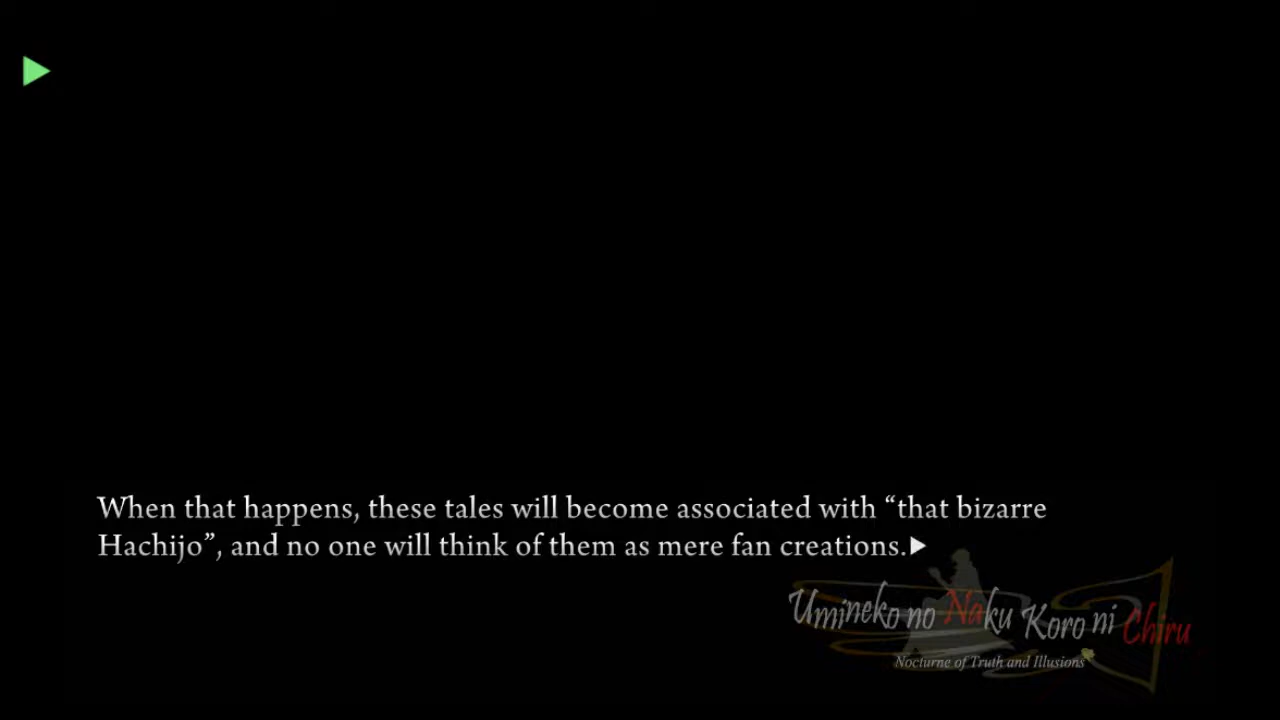 When that happens, these tales will become associated with “that bizarre
Hachijo”, and no one will think of them as mere fan creations.
Umineko no Naku Koro ni Chiru
Nocturne of Truth and Illusions